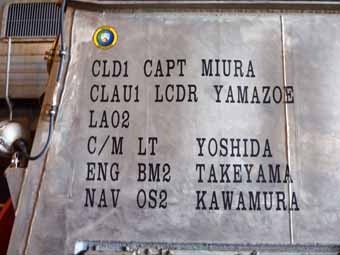 CLD1 CAPT MIURA
CLAU1 LCDR YAMAZOE
LA02
C/M LT YOSHIDA
ENG BM2 TAKEYAMA
NAV OS2 KAWAMURA